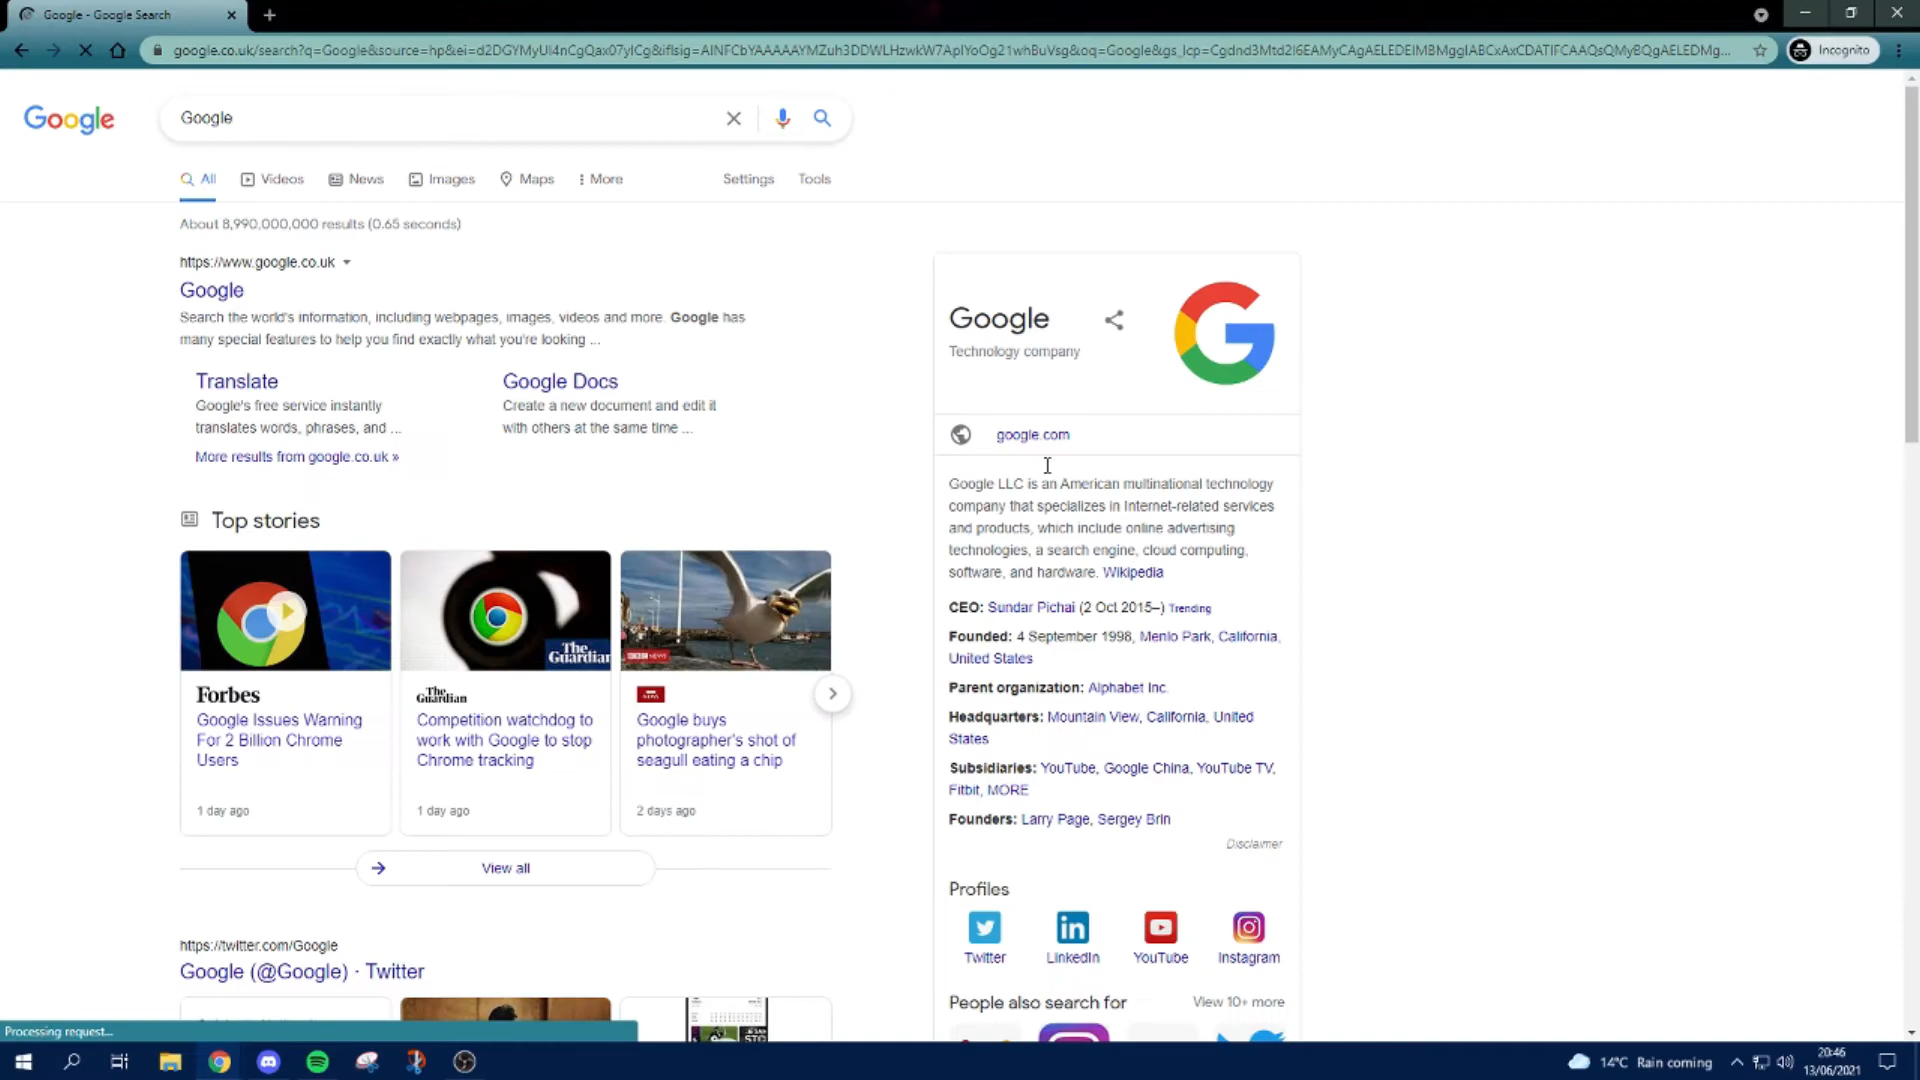 Google - Google Search
google.co.uk/search?q=Google&source=hp&ei=
Incognito
Google
Google
All
Videos
News
Images
Maps
More
Settings
Tools
About 8,990,000,000 results (0.65 seconds)
https://www.google.co.uk
Google
Search the world's information, including webpages, images, videos and more. Google has
many special features to help you find exactly what you're looking ...
Translate
Google's free service instantly
translates words, phrases, and ...
Google Docs
Create a new document and edit it
with others at the same time ...
More results from google.co.uk »
Top stories
The Guardian
BBC NEWS
Forbes
Google Issues Warning
For 2 Billion Chrome
Users
1 day ago
The Guardian
Competition watchdog to
work with Google to stop
Chrome tracking
1 day ago
NEWS
Google buys
photographer's shot of
seagull eating a chip
2 days ago
View all
https://twitter.com/Google
Google (@Google) · Twitter
Google
Technology company
google.com
Google LLC is an American multinational technology
company that specializes in Internet-related services
and products, which include online advertising
technologies, a search engine, cloud computing,
software, and hardware. Wikipedia
CEO: Sundar Pichai (2 Oct 2015–) Trending
Founded: 4 September 1998, Menlo Park, California,
United States
Parent organization: Alphabet Inc.
Headquarters: Mountain View, California, United
States
Subsidiaries: YouTube, Google China, YouTube TV,
Fitbit, MORE
Founders: Larry Page, Sergey Brin
Disclaimer
Profiles
Twitter
LinkedIn
YouTube
Instagram
People also search for
View 10+ more
Processing request...
14°C Rain coming
20:46
13/06/2021